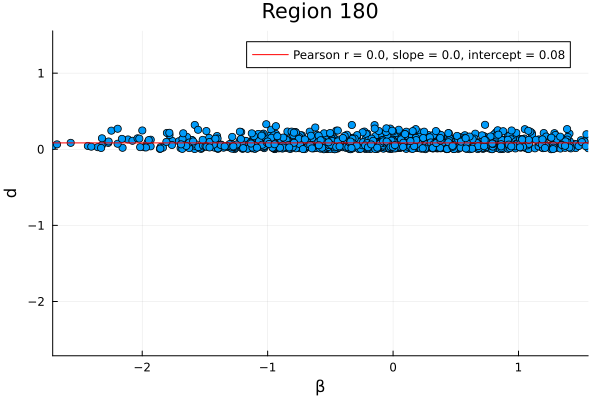 Region 180
Pearson r = 0.0, slope = 0.0, intercept = 0.08
1
0
−1
−2
d
−2 −1 0 1
β